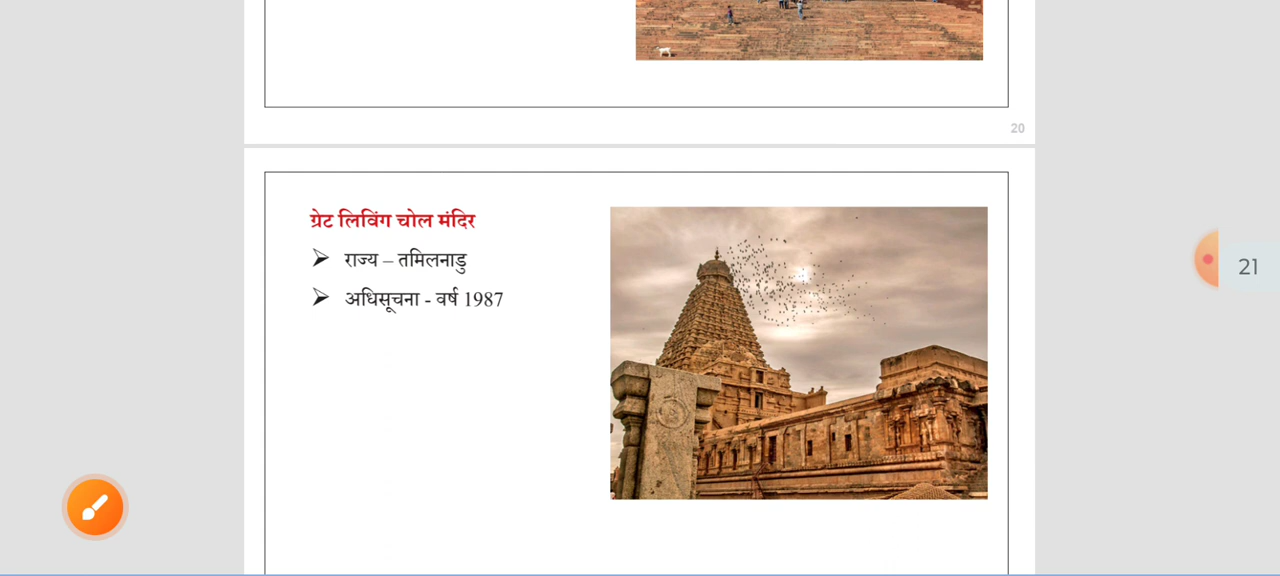 20
ग्रेट लिविंग चोल मंदिर
➢ राज्य – तमिलनाडु
➢ अधिसूचना - वर्ष 1987
21